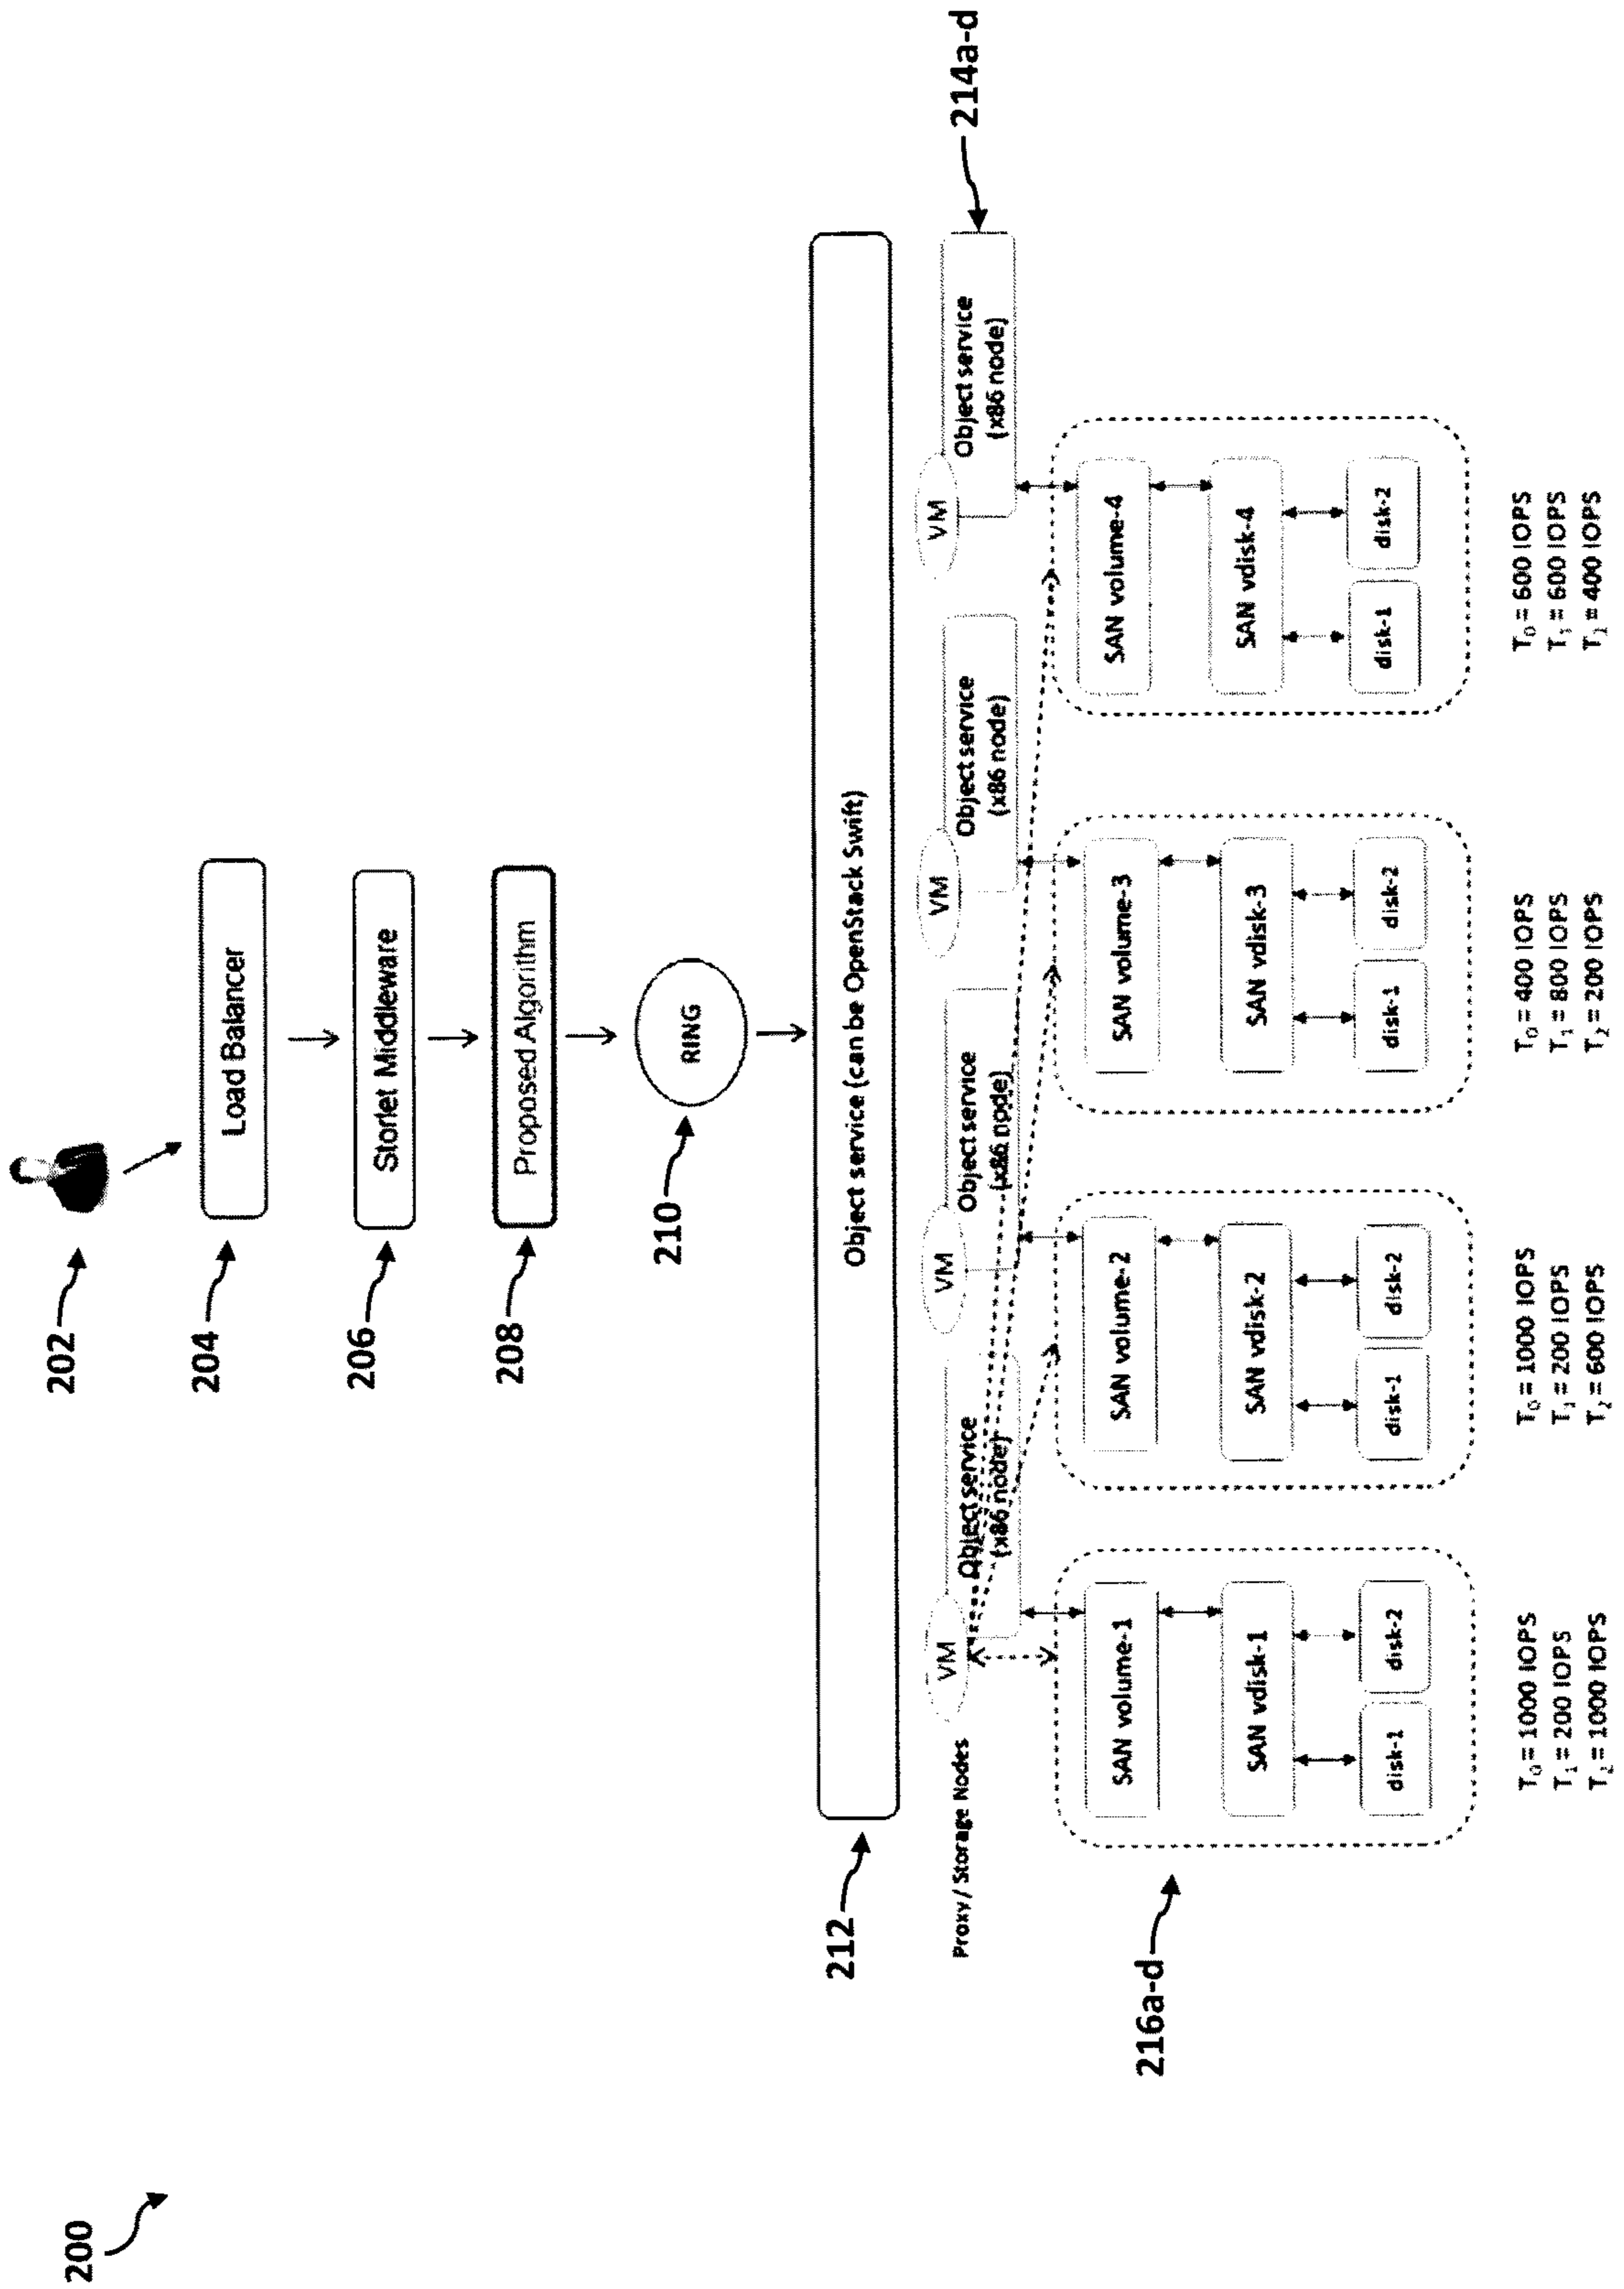 200
202
204
Load Balancer
206
Storlet Middleware
208
Proposed Algorithm
210
RING
212
Object service (can be OpenStack Swift)
214a-d
Proxy / Storage Nodes
VM
Object service
(x86 node)
VM
Object service
(x86 node)
VM
Object service
(x86 node)
VM
Object service
(x86 node)
216a-d
SAN volume-1
SAN vdisk-1
disk-1
disk-2
SAN volume-2
SAN vdisk-2
disk-1
disk-2
SAN volume-3
SAN vdisk-3
disk-1
disk-2
SAN volume-4
SAN vdisk-4
disk-1
disk-2
T₀ = 1000 IOPS
T₁ = 200 IOPS
T₂ = 1000 IOPS
T₀ = 1000 IOPS
T₁ = 200 IOPS
T₂ = 600 IOPS
T₀ = 400 IOPS
T₁ = 800 IOPS
T₂ = 200 IOPS
T₀ = 600 IOPS
T₁ = 600 IOPS
T₁ = 400 IOPS